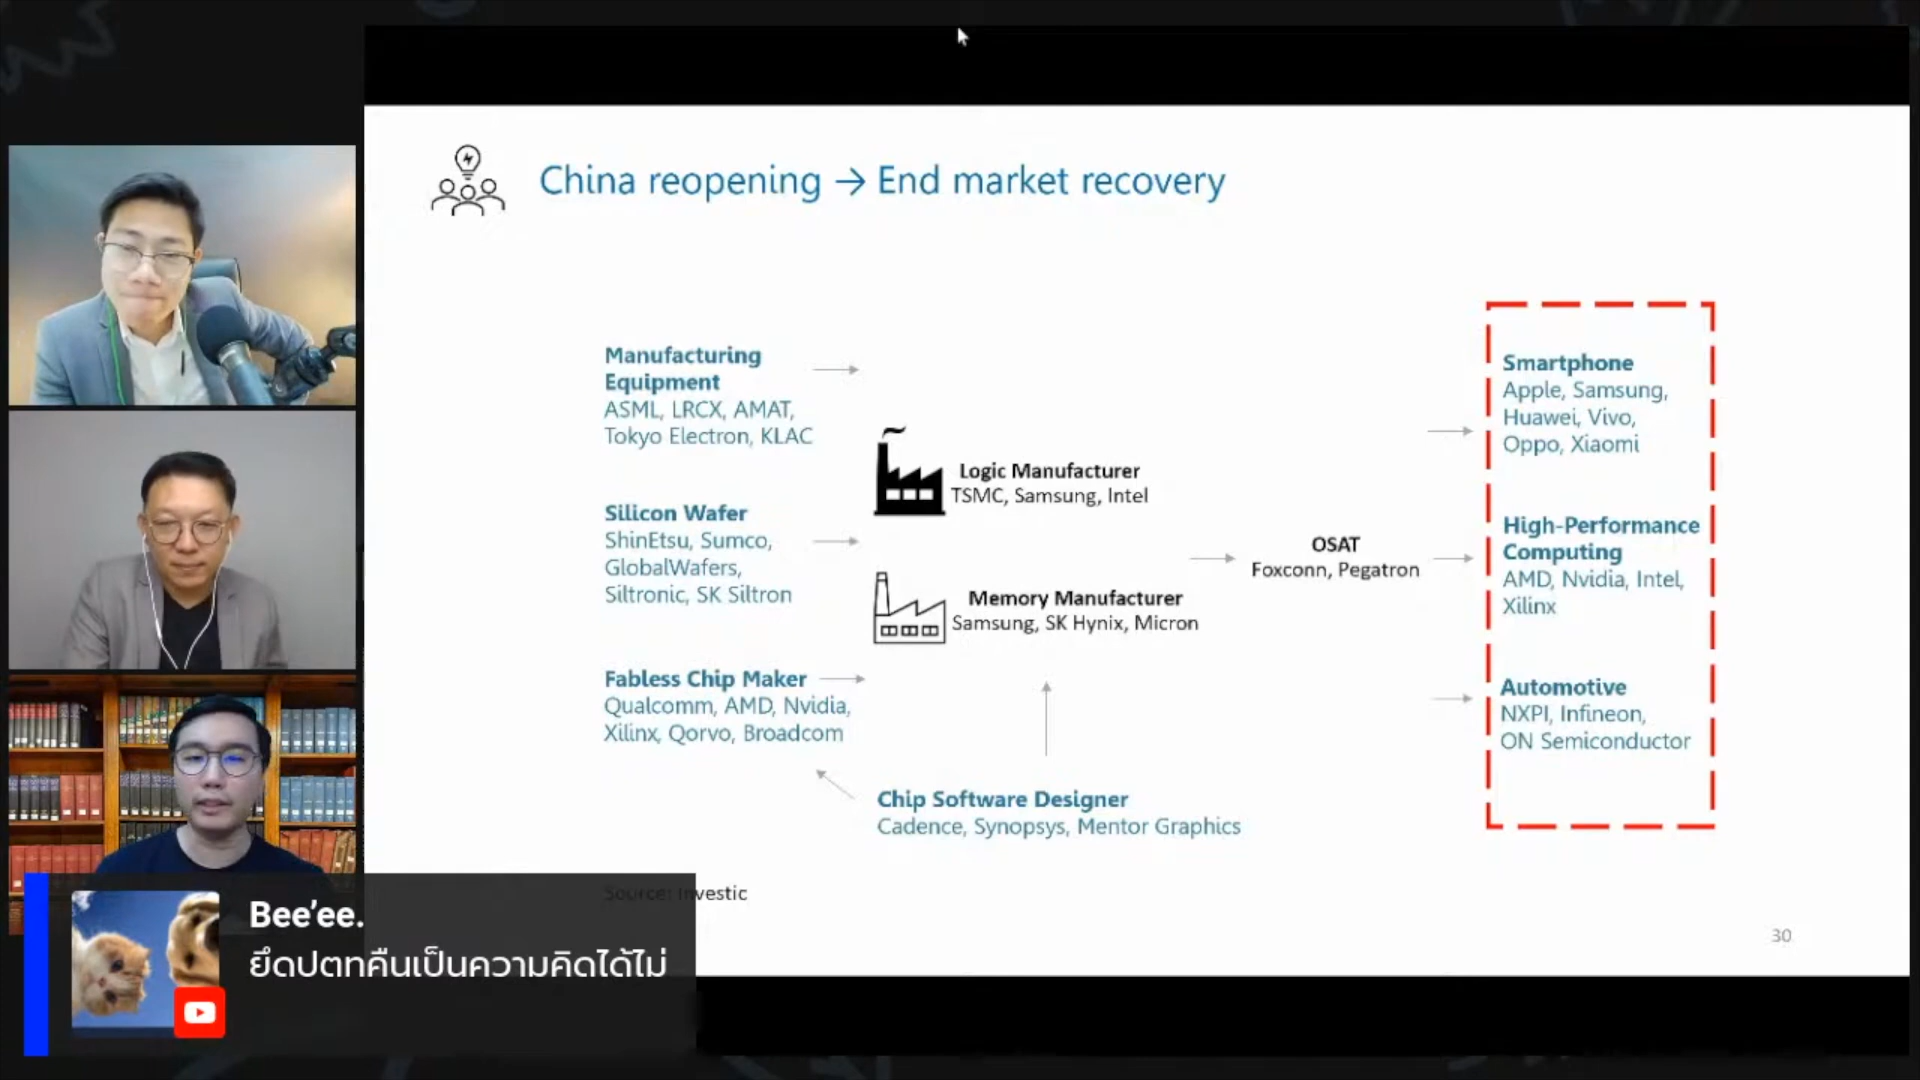 China reopening → End market recovery
Manufacturing
Equipment
ASML, LRCX, AMAT,
Tokyo Electron, KLAC
Silicon Wafer
ShinEtsu, Sumco,
GlobalWafers,
Siltronic, SK Siltron
Fabless Chip Maker
Qualcomm, AMD, Nvidia,
Xilinx, Qorvo, Broadcom
Logic Manufacturer
TSMC, Samsung, Intel
Memory Manufacturer
Samsung, SK Hynix, Micron
Chip Software Designer
Cadence, Synopsys, Mentor Graphics
OSAT
Foxconn, Pegatron
Smartphone
Apple, Samsung,
Huawei, Vivo,
Oppo, Xiaomi
High-Performance
Computing
AMD, Nvidia, Intel,
Xilinx
Automotive
NXPI, Infineon,
ON Semiconductor
Source: Investic
30
Bee'ee.
ยึดปตทคืนเป็นความคิดได้ไม่